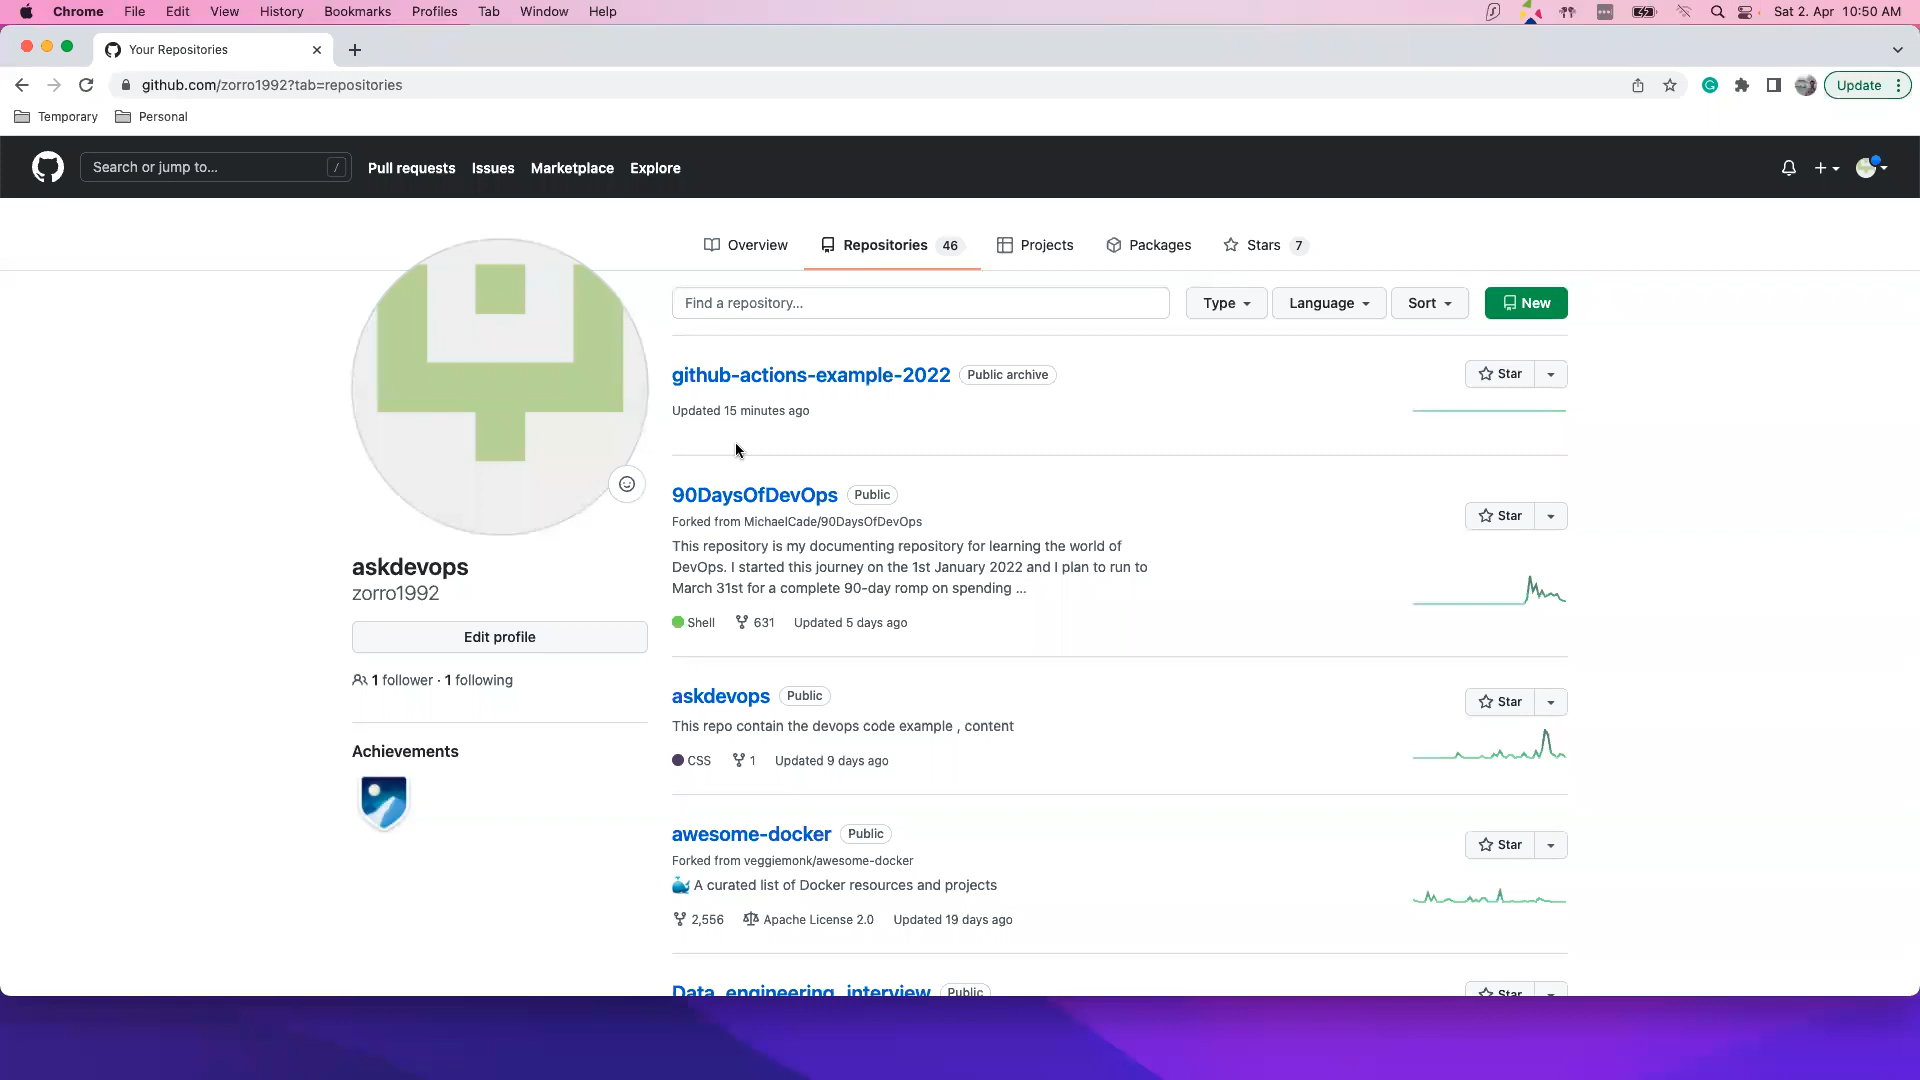 Chrome File Edit View History Bookmarks Profiles Tab Window Help Sat 2. Apr 10:50 AM
Your Repositories
github.com/zorro1992?tab=repositories Update
Temporary Personal
Search or jump to... / Pull requests Issues Marketplace Explore
Overview Repositories 46 Projects Packages Stars 7
Find a repository... Type Language Sort New
github-actions-example-2022 Public archive Star
Updated 15 minutes ago
90DaysOfDevOps Public
Forked from MichaelCade/90DaysOfDevOps Star
This repository is my documenting repository for learning the world of
DevOps. I started this journey on the 1st January 2022 and I plan to run to
March 31st for a complete 90-day romp on spending ...
Shell 631 Updated 5 days ago
askdevops
zorro1992
Edit profile
1 follower · 1 following
Achievements
askdevops Public Star
This repo contain the devops code example , content
CSS 1 Updated 9 days ago
awesome-docker Public Star
Forked from veggiemonk/awesome-docker
A curated list of Docker resources and projects
2,556 Apache License 2.0 Updated 19 days ago
Data_engineering_interview Public Star